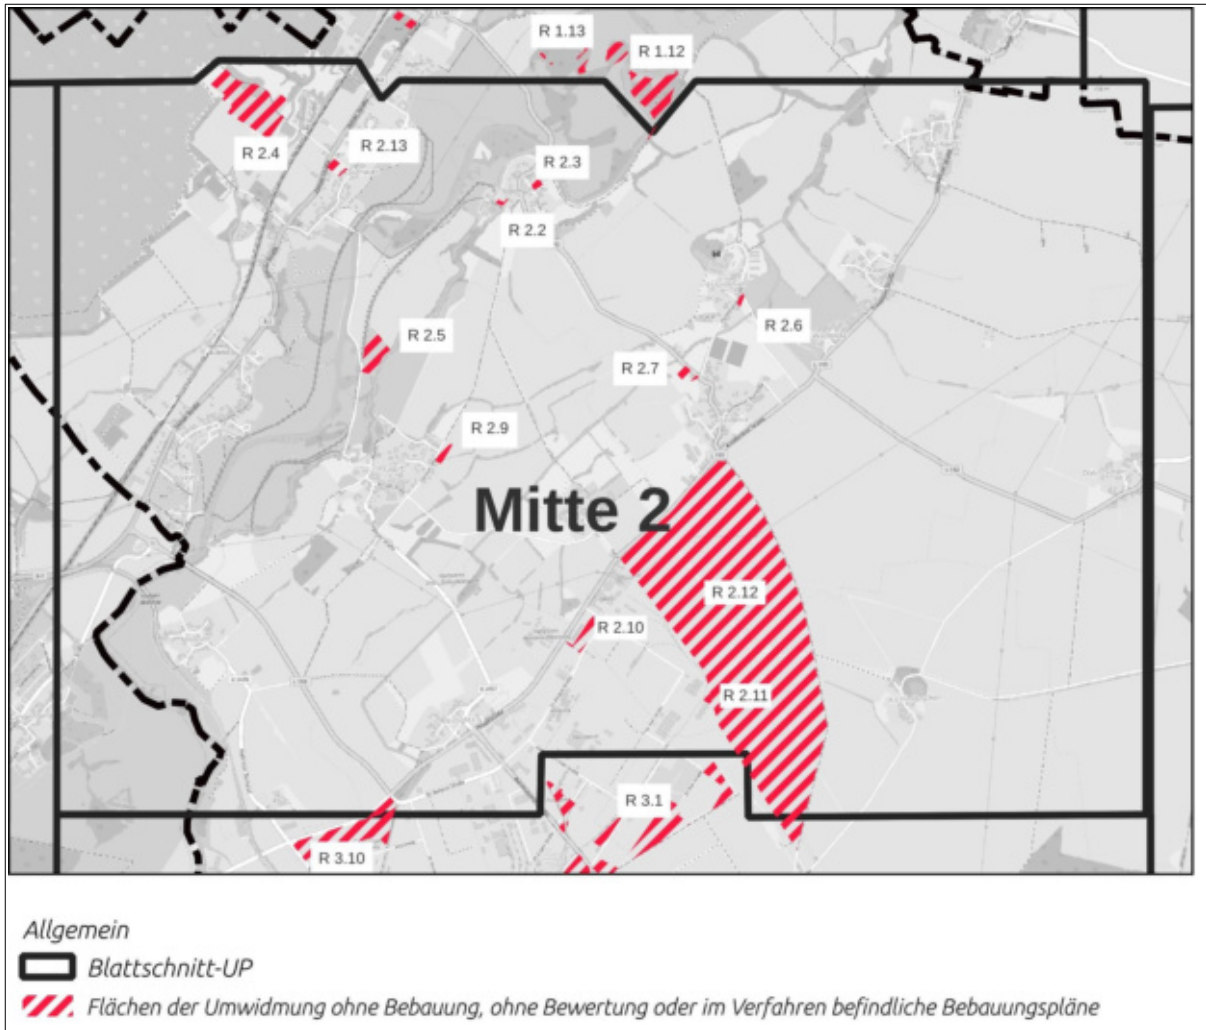 R 1.13
R 1.12
R 2.4
R 2.13
R 2.3
R 2.2
R 2.6
R 2.5
R 2.7
R 2.9
Mitte 2
R 2.12
R 2.10
R 2.11
R 3.1
R 3.10
Allgemein
Blattschnitt-UP
Flächen der Umwidmung ohne Bebauung, ohne Bewertung oder im Verfahren befindliche Bebauungspläne